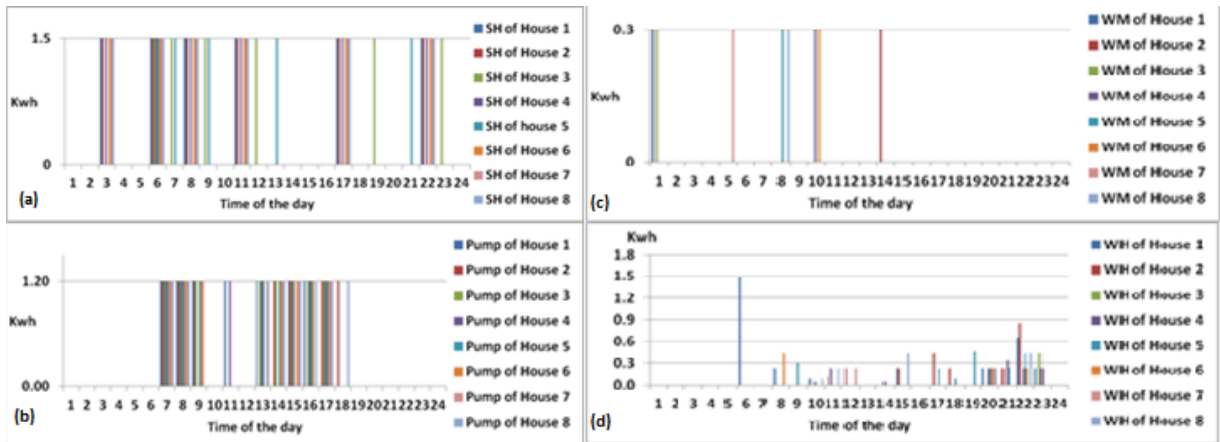 1.5
Kwh
0
1 2 3 4 5 6 7 8 9 10 11 12 13 14 15 16 17 18 19 20 21 22 23 24
Time of the day
(a)
SH of House 1
SH of House 2
SH of House 3
SH of House 4
SH of house 5
SH of House 6
SH of House 7
SH of House 8
0.3
Kwh
0
1 2 3 4 5 6 7 8 9 10 11 12 13 14 15 16 17 18 19 20 21 22 23 24
Time of the day
(c)
WM of House 1
WM of House 2
WM of House 3
WM of House 4
WM of House 5
WM of House 6
WM of House 7
WM of House 8
1.20
Kwh
0.00
1 2 3 4 5 6 7 8 9 10 11 12 13 14 15 16 17 18 19 20 21 22 23 24
Time of the day
(b)
Pump of House 1
Pump of House 2
Pump of House 3
Pump of House 4
Pump of House 5
Pump of House 6
Pump of House 7
Pump of House 8
Kwh
1.8
1.5
1.2
0.9
0.3
0.0
1 2 3 4 5 6 7 8 9 10 11 12 13 14 15 16 17 18 19 20 21 22 23 24
Time of the day
(d)
WH of House 1
WH of House 2
WH of House 3
WH of House 4
WH of House 5
WH of House 6
WH of House 7
WH of House 8